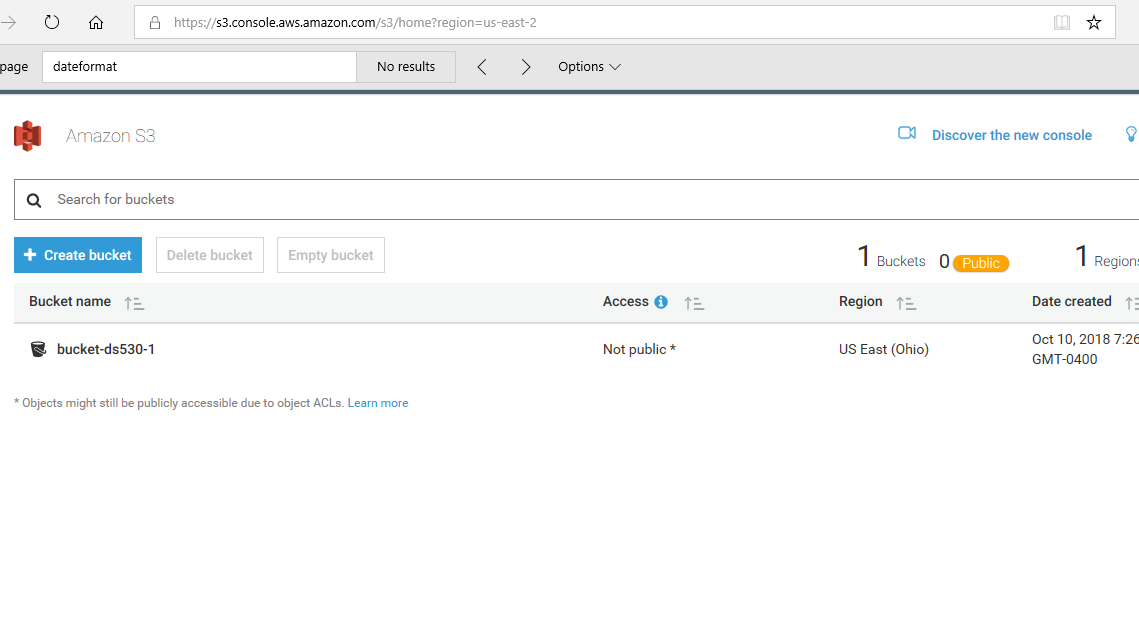 https://s3.console.aws.amazon.com/s3/home?region=us-east-2
page dateformat No results Options
Amazon S3 Discover the new console
Search for buckets
Create bucket Delete bucket Empty bucket 1 Buckets 0 Public 1 Regions
Bucket name Access Region Date created
bucket-ds530-1 Not public * US East (Ohio) Oct 10, 2018 7:26
GMT-0400
* Objects might still be publicly accessible due to object ACLs. Learn more